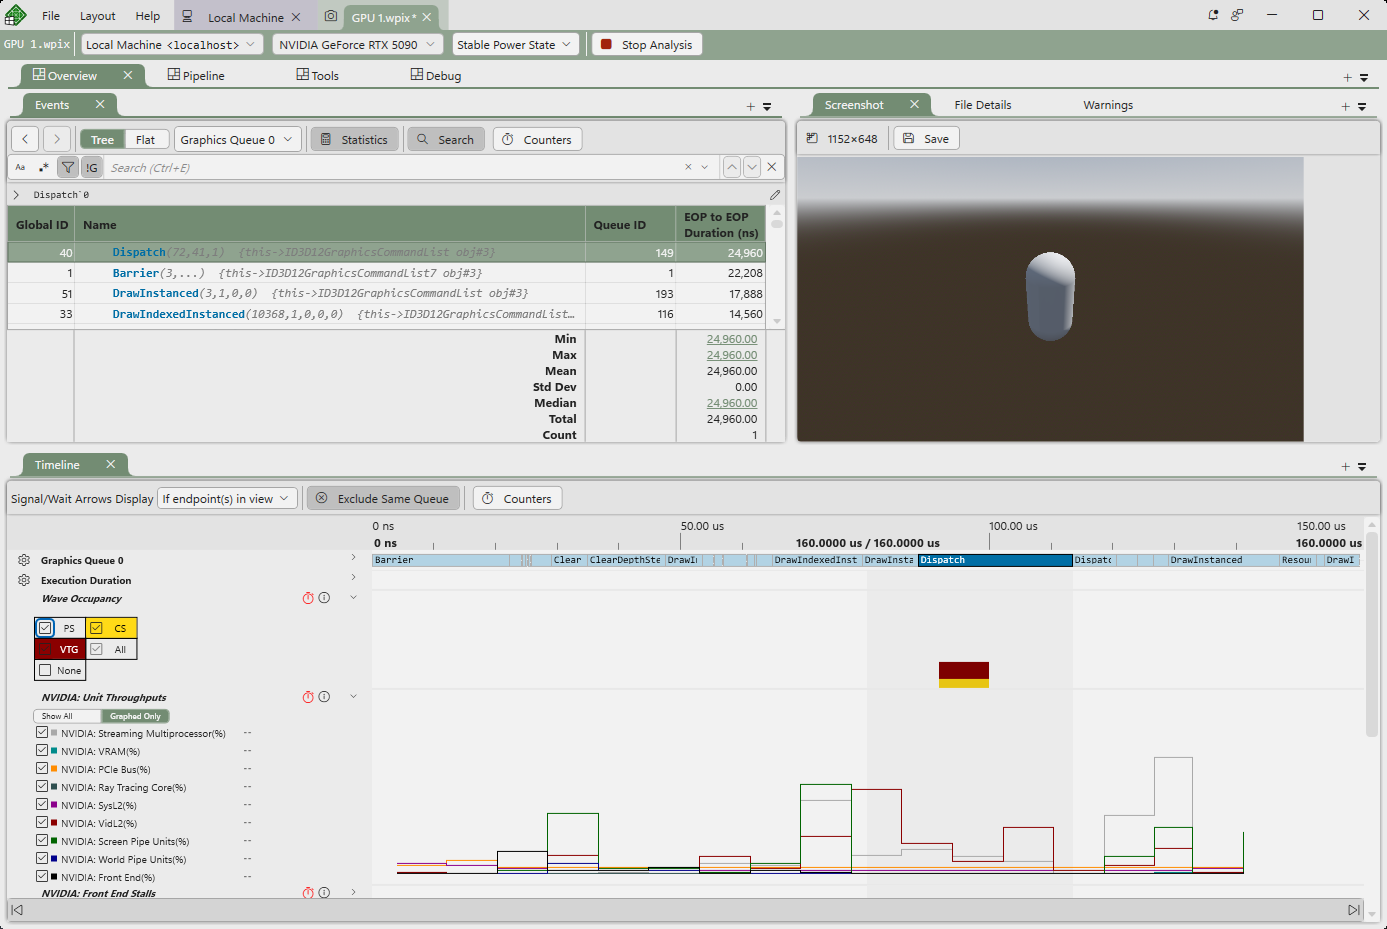 File Layout Help Local Machine GPU 1.wpix*
GPU 1.wpix Local Machine <localhost> NVIDIA GeForce RTX 5090 Stable Power State Stop Analysis
Overview Pipeline Tools Debug
Events
Tree Flat Graphics Queue 0 Statistics Search Counters
Aa .* !G Search (Ctrl+E)
Dispatch`0
Global ID Name Queue ID EOP to EOP Duration (ns)
40 Dispatch(72,41,1) {this->ID3D12GraphicsCommandList obj#3} 149 24,960
1 Barrier(3,...) {this->ID3D12GraphicsCommandList7 obj#3} 1 22,208
51 DrawInstanced(3,1,0,0) {this->ID3D12GraphicsCommandList obj#3} 193 17,888
33 DrawIndexedInstanced(10368,1,0,0,0) {this->ID3D12GraphicsCommandList... 116 14,560
Min 24,960.00
Max 24,960.00
Mean 24,960.00
Std Dev 0.00
Median 24,960.00
Total 24,960.00
Count 1
Screenshot File Details Warnings
1152×648 Save
Timeline
Signal/Wait Arrows Display If endpoint(s) in view Exclude Same Queue Counters
0 ns 50.00 us 100.00 us 150.00 us
0 ns 160.0000 us / 160.0000 us 160.0000 us
Graphics Queue 0 Barrier Clear ClearDepthSte DrawI DrawIndexedInst DrawInsta Dispatch Dispatc DrawInstanced Resou DrawI
Execution Duration
Wave Occupancy
PS CS
VTG All
None
NVIDIA: Unit Throughputs
Show All Graphed Only
NVIDIA: Streaming Multiprocessor(%) --
NVIDIA: VRAM(%) --
NVIDIA: PCIe Bus(%) --
NVIDIA: Ray Tracing Core(%) --
NVIDIA: SysL2(%) --
NVIDIA: VidL2(%) --
NVIDIA: Screen Pipe Units(%) --
NVIDIA: World Pipe Units(%) --
NVIDIA: Front End(%) --
NVIDIA: Front End Stalls